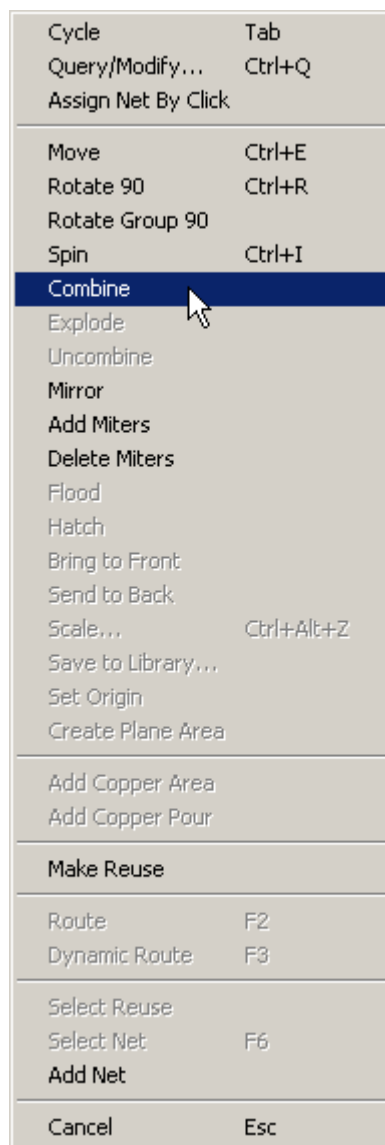 Cycle Tab
Query/Modify... Ctrl+Q
Assign Net By Click
Move Ctrl+E
Rotate 90 Ctrl+R
Rotate Group 90
Spin Ctrl+I
Combine
Explode
Uncombine
Mirror
Add Miters
Delete Miters
Flood
Hatch
Bring to Front
Send to Back
Scale... Ctrl+Alt+Z
Save to Library...
Set Origin
Create Plane Area
Add Copper Area
Add Copper Pour
Make Reuse
Route F2
Dynamic Route F3
Select Reuse
Select Net F6
Add Net
Cancel Esc